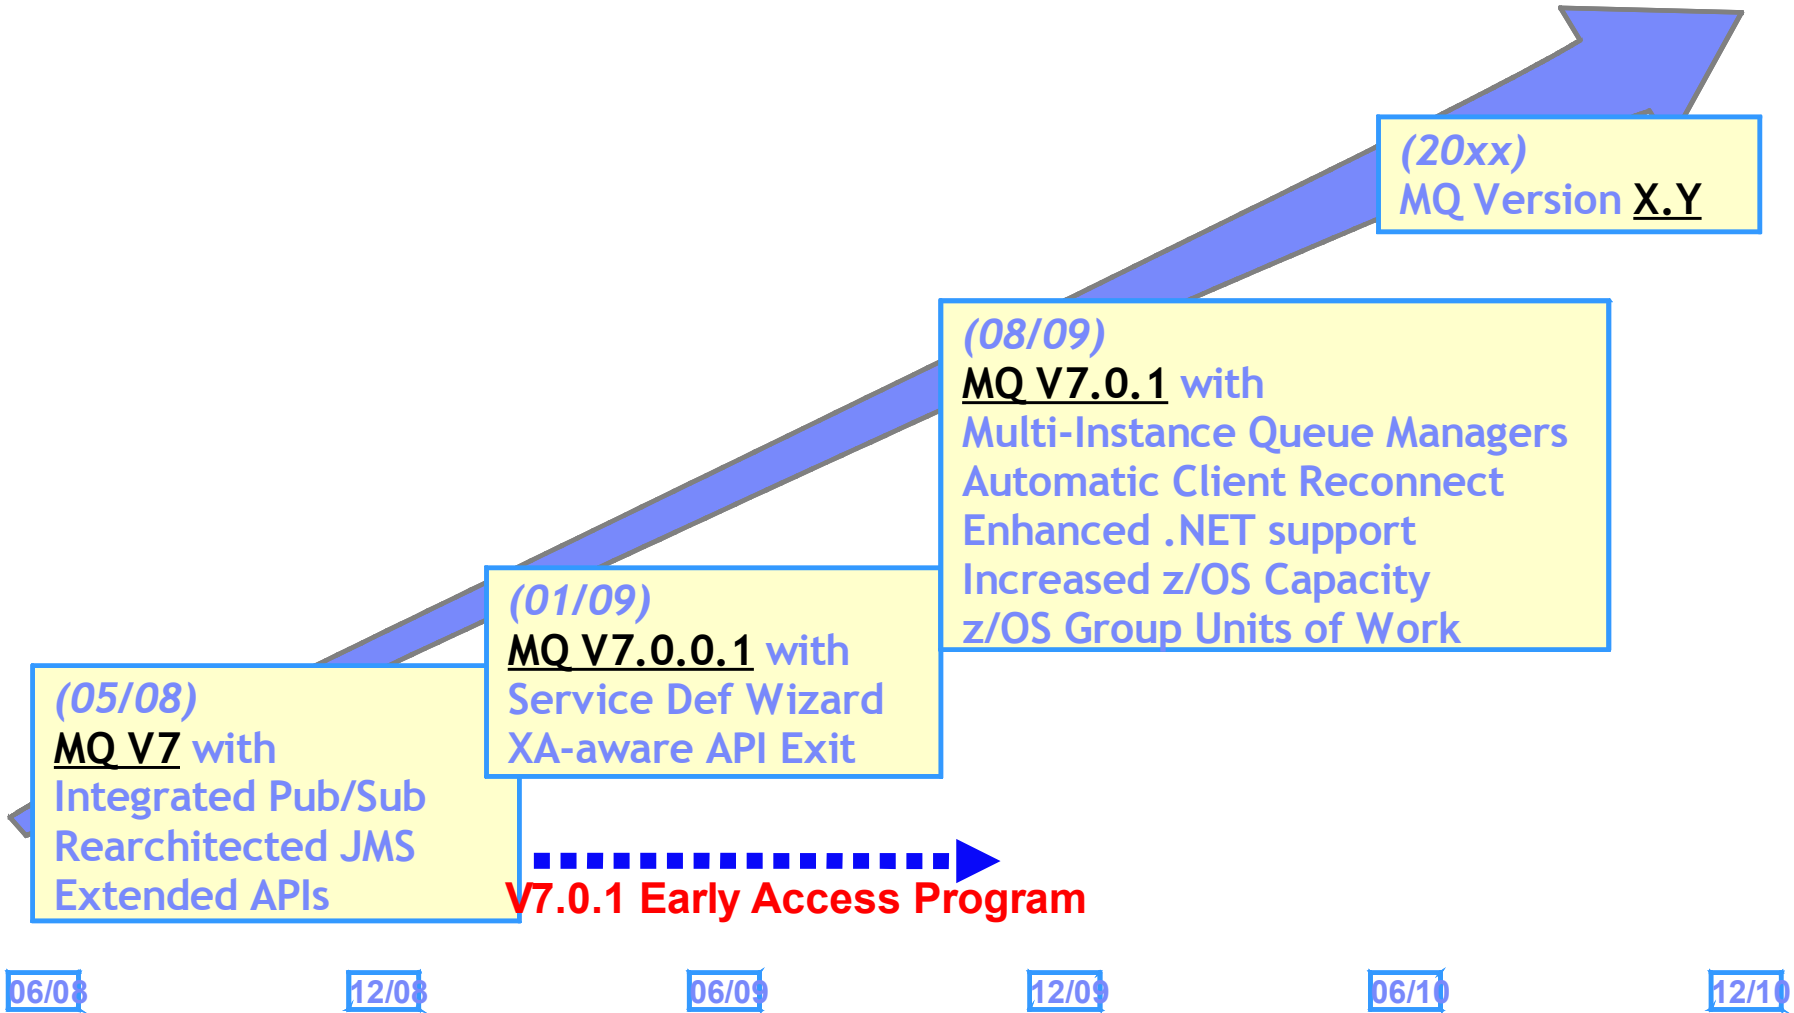 (20xx)
MQ Version X.Y
(08/09)
MQ V7.0.1 with
Multi-Instance Queue Managers
Automatic Client Reconnect
Enhanced .NET support
Increased z/OS Capacity
z/OS Group Units of Work
(01/09)
MQ V7.0.0.1 with
Service Def Wizard
XA-aware API Exit
(05/08)
MQ V7 with
Integrated Pub/Sub
Rearchitected JMS
Extended APIs
V7.0.1 Early Access Program
06/08 12/08 06/09 12/09 06/10 12/10